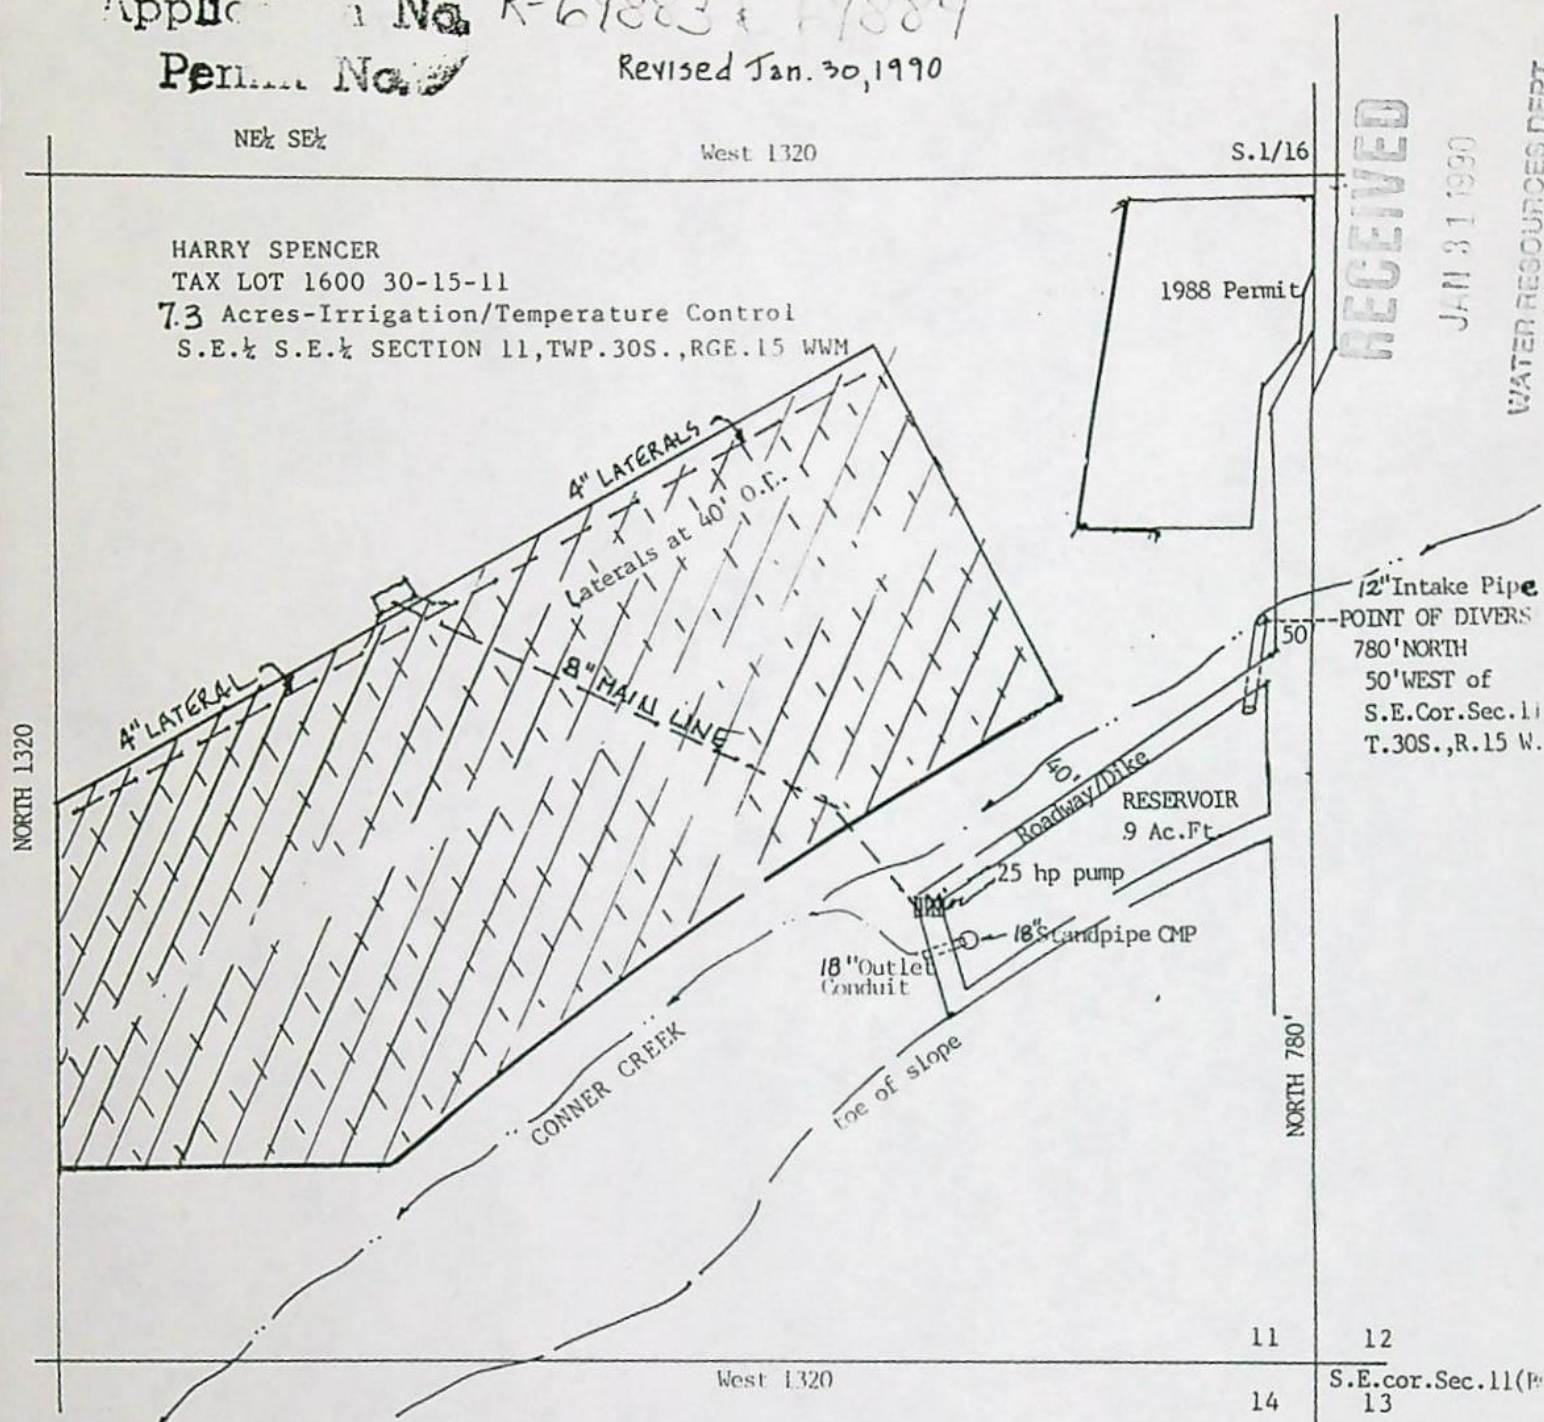 No. R-69883 & 69884
Permit No.
Revised Jan. 30, 1990
NE¼ SE¼
West 1320
S.1/16
RECEIVED
JAN 31 1990
WATER RESOURCES DEPT
HARRY SPENCER
TAX LOT 1600 30-15-11
7.3 Acres-Irrigation/Temperature Control
S.E.¼ S.E.¼ SECTION 11,TWP.30S.,RGE.15 WWM
1988 Permit
4" LATERALS
Laterals at 40' O.C.
4" LATERAL
8" MAIN LINE
NORTH 1320
12" Intake Pipe
POINT OF DIVERS
50
780'NORTH
50'WEST of
S.E.Cor.Sec.11
T.30S.,R.15 W.
40'
Roadway/Dike
RESERVOIR
.9 Ac.Ft.
25 hp pump
18" Standpipe CMP
18" Outlet
Conduit
CONNER CREEK
toe of slope
NORTH 780'
11 12
West 1320
S.E.cor.Sec.11(
14 13